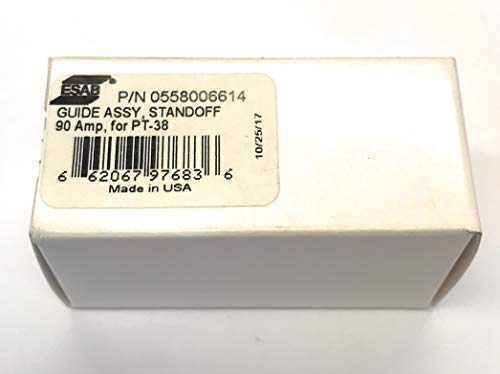 ESAB
P/N 0558006614
GUIDE ASSY, STANDOFF
90 Amp, for PT-38
6 62067 97683 6
Made in USA
10/25/17